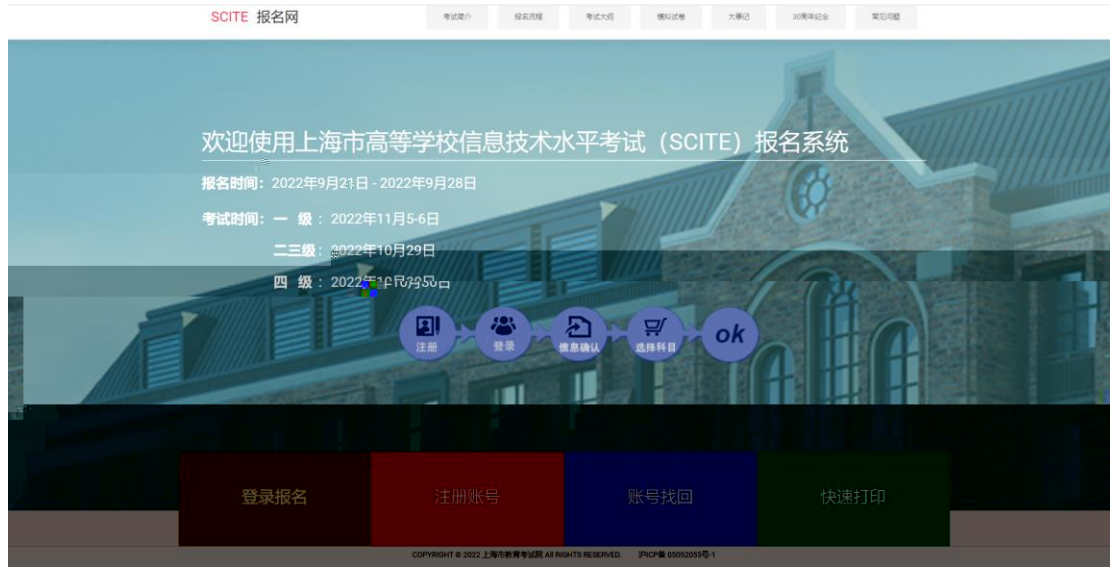 SCITE 报名网
考试简介 报名流程 考试大纲 模拟试卷 大事记 30周年纪念 常见问题
欢迎使用上海市高等学校信息技术水平考试（SCITE）报名系统
报名时间：2022年9月21日 - 2022年9月28日
考试时间：一 级 ：2022年11月5-6日
二三级：2022年10月29日
四 级：
注册 登录 信息确认 选择科目 ok
登录报名 注册账号 账号找回 快速打印
COPYRIGHT © 2022 上海市教育考试院 All RIGHTS RESERVED. 沪ICP备 05052055号-1